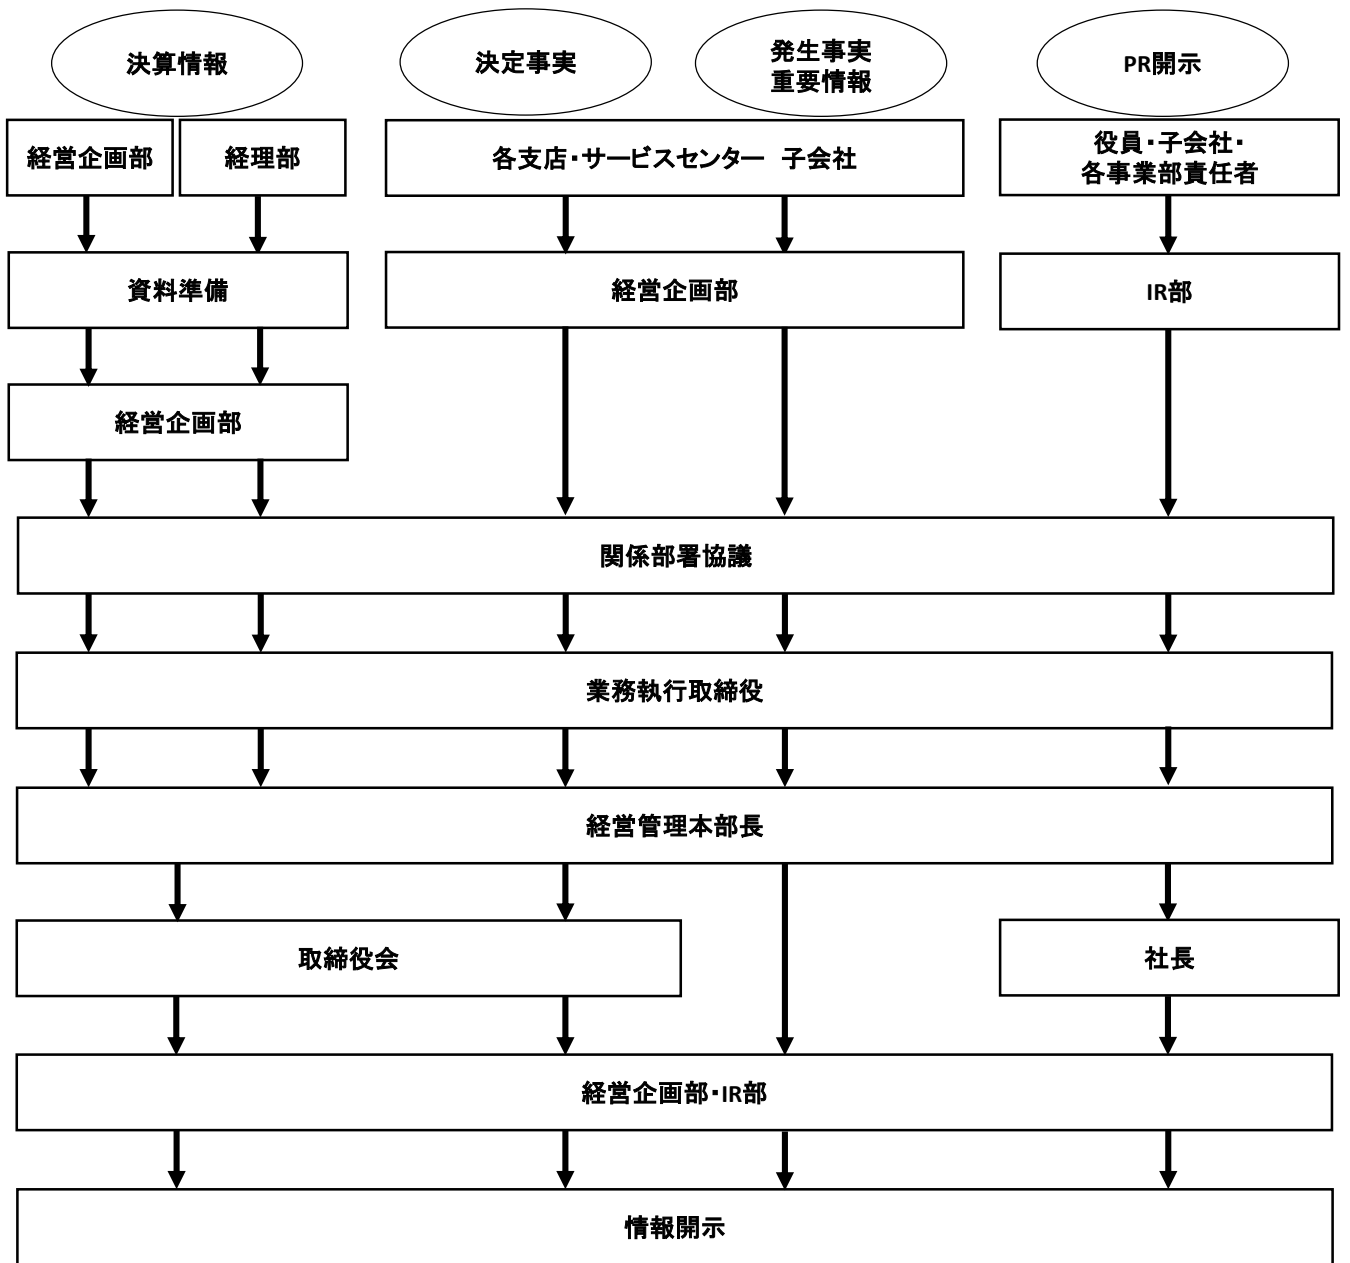 決算情報
決定事実
発生事実
重要情報
PR開示
経営企画部
経理部
各支店・サービスセンター 子会社
役員・子会社・
各事業部責任者
資料準備
経営企画部
IR部
経営企画部
関係部署協議
業務執行取締役
経営管理本部長
取締役会
社長
経営企画部・IR部
情報開示